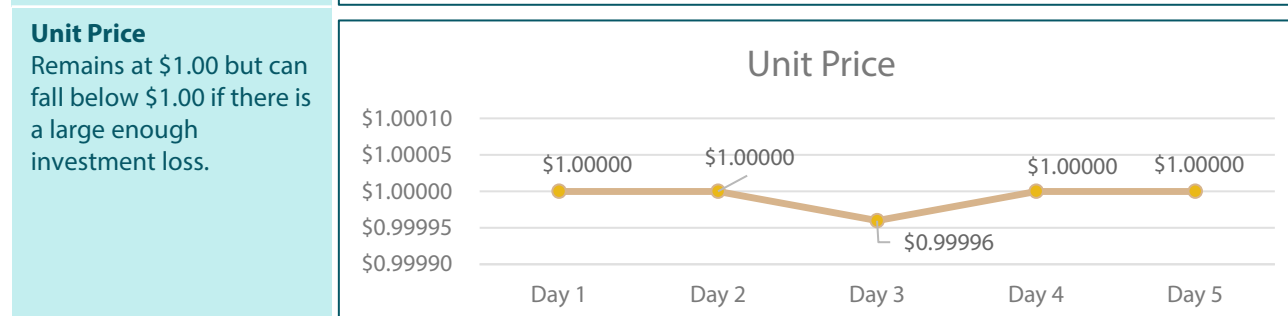 Unit Price
Remains at $1.00 but can
fall below $1.00 if there is
a large enough
investment loss.
Unit Price
$1.00010
$1.00005
$1.00000
$0.99995
$0.99990
$1.00000
$1.00000
$0.99996
$1.00000
$1.00000
Day 1
Day 2
Day 3
Day 4
Day 5